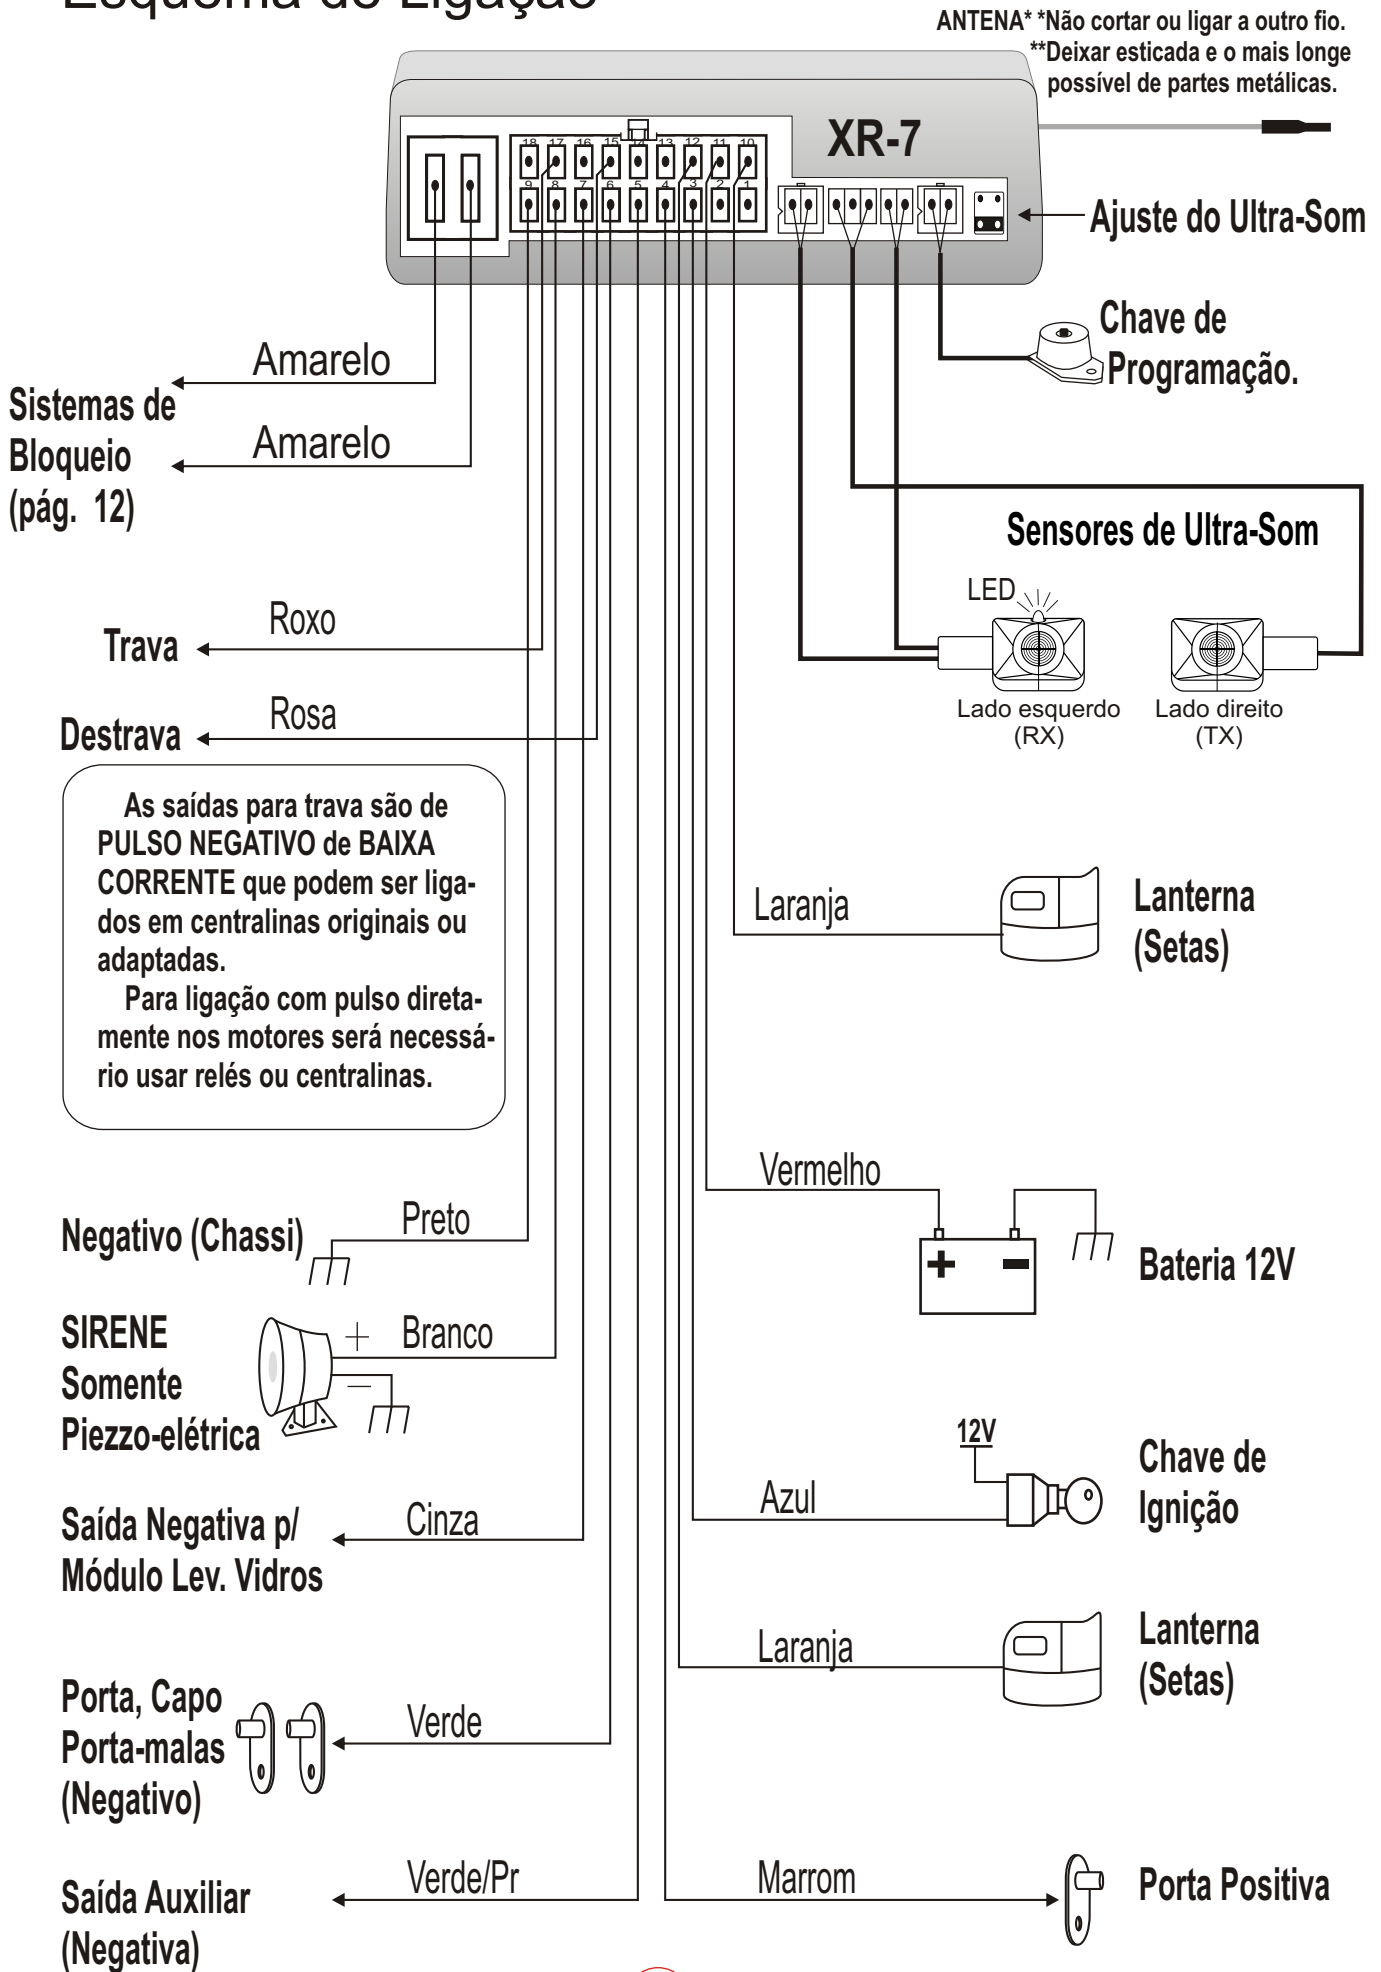 Esquema de Ligação
ANTENA* *Não cortar ou ligar a outro fio.
**Deixar esticada e o mais longe
possível de partes metálicas.
XR-7
18 17 16 15 14 13 12 11 10
9 8 7 6 5 4 3 2 1
Ajuste do Ultra-Som
Chave de
Programação.
Amarelo
Sistemas de
Bloqueio
(pág. 12)
Amarelo
Sensores de Ultra-Som
LED
Lado esquerdo
(RX)
Lado direito
(TX)
Roxo
Trava
Rosa
Destrava
As saídas para trava são de
PULSO NEGATIVO de BAIXA
CORRENTE que podem ser liga-
dos em centralinas originais ou
adaptadas.
Para ligação com pulso direta-
mente nos motores será necessá-
rio usar relés ou centralinas.
Laranja
Lanterna
(Setas)
Vermelho
+ -
Bateria 12V
Preto
Negativo (Chassi)
SIRENE
Somente
Piezzo-elétrica
+
Branco
-
12V
Azul
Chave de
Ignição
Saída Negativa p/
Módulo Lev. Vidros
Cinza
Laranja
Lanterna
(Setas)
Porta, Capo
Porta-malas
(Negativo)
Verde
Saída Auxiliar
(Negativa)
Verde/Pr
Marrom
Porta Positiva